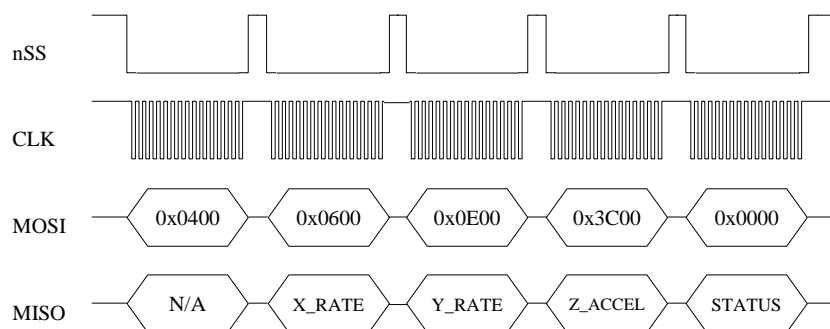 nSS
CLK
MOSI 0x0400 0x0600 0x0E00 0x3C00 0x0000
MISO N/A X_RATE Y_RATE Z_ACCEL STATUS